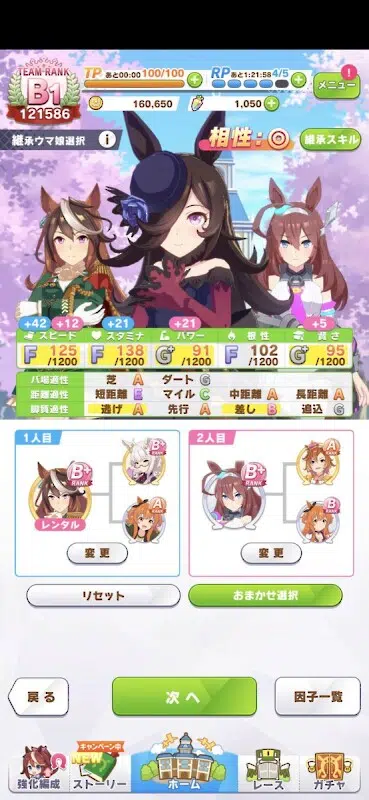 TEAM RANK
B1
121586
TP あと00:00 100/100
RP あと1:21:58 4/5
メニュー
160,650
1,050
継承ウマ娘選択
i
相性:◎
継承スキル
+42 +12 +21 +21 +5
スピード スタミナ パワー 根性 賢さ
F 125/1200 F 138/1200 G+ 91/1200 F 102/1200 G+ 95/1200
バ場適性 芝 A ダート G
距離適性 短距離 E マイル C 中距離 A 長距離 A
脚質適性 逃げ A 先行 A 差し B 追込 G
1人目
B+ RANK
レンタル
B+ RANK
A RANK
変更
2人目
B+ RANK
A RANK
B RANK
変更
リセット
おまかせ選択
戻る
次へ
因子一覧
キャンペーン中
NEW
強化編成
ストーリー
ホーム
レース
ガチャ